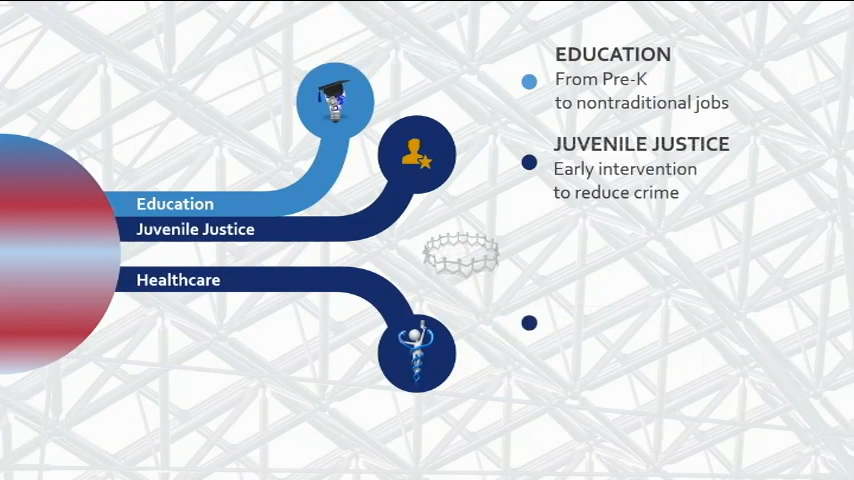 EDUCATION
From Pre-K
to nontraditional jobs
JUVENILE JUSTICE
Early intervention
to reduce crime
Education
Juvenile Justice
Healthcare